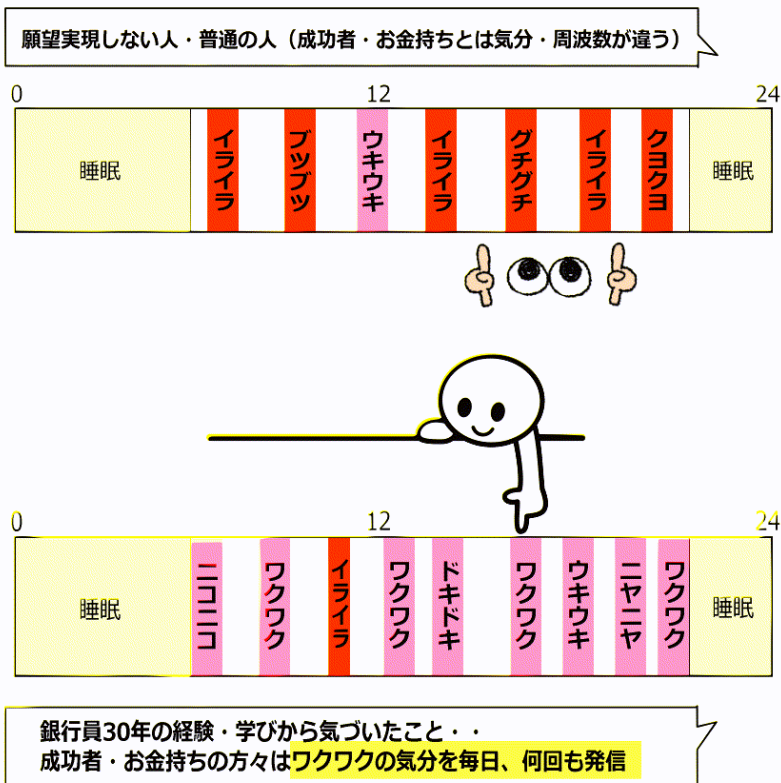 願望実現しない人・普通の人（成功者・お金持ちとは気分・周波数が違う）
0 12 24
睡眠
イライラ
ブツブツ
ウキウキ
イライラ
グチグチ
イライラ
クヨクヨ
睡眠
0 12 24
睡眠
ニコニコ
ワクワク
イライラ
ワクワク
ドキドキ
ワクワク
ウキウキ
ニヤニヤ
ワクワク
睡眠
銀行員30年の経験・学びから気づいたこと・・
成功者・お金持ちの方々はワクワクの気分を毎日、何回も発信